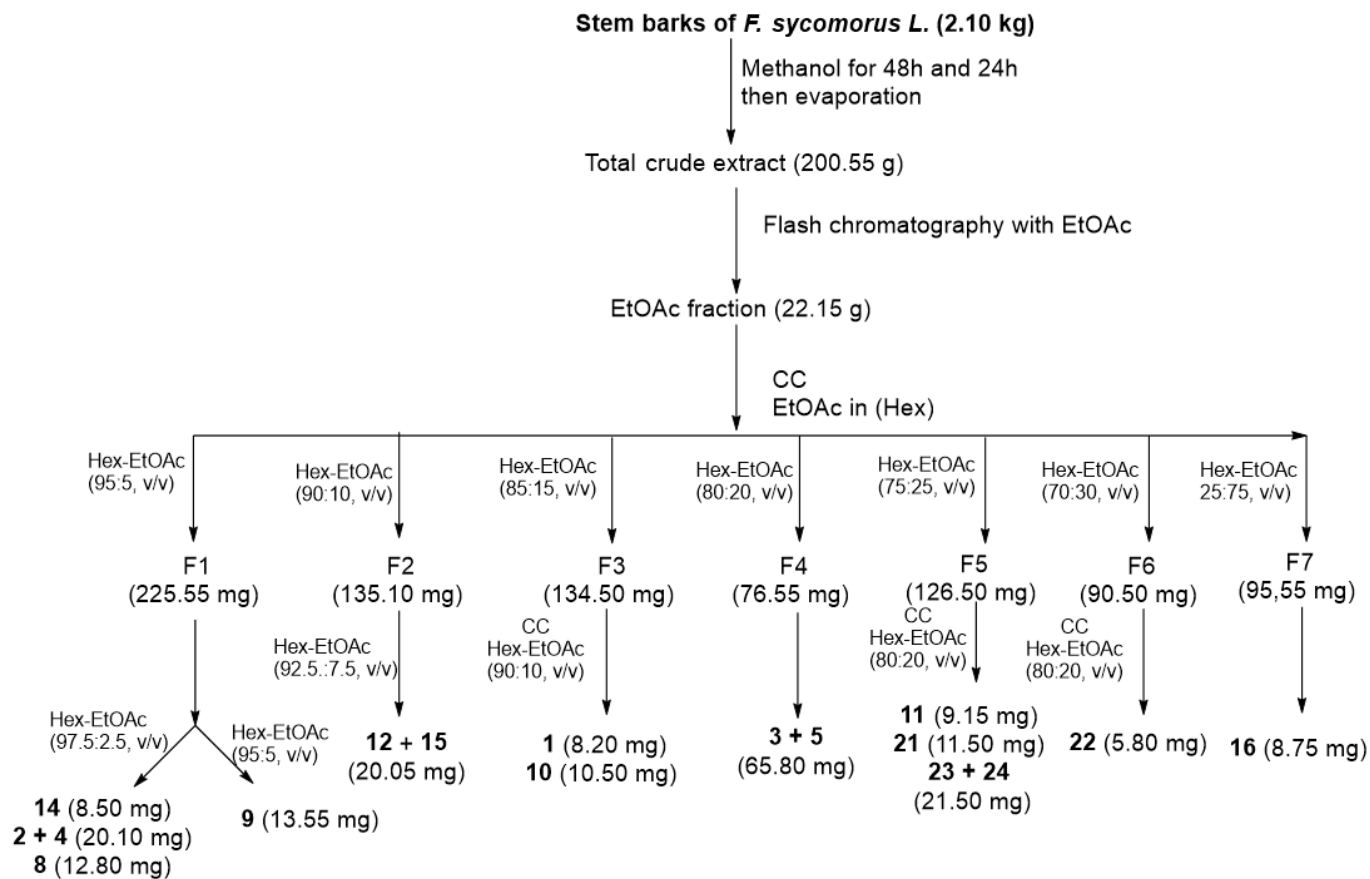 Stem barks of F. sycomorus L. (2.10 kg)
Methanol for 48h and 24h
then evaporation
Total crude extract (200.55 g)
Flash chromatography with EtOAc
EtOAc fraction (22.15 g)
CC
EtOAc in (Hex)
Hex-EtOAc
(95:5, v/v)
Hex-EtOAc
(90:10, v/v)
Hex-EtOAc
(85:15, v/v)
Hex-EtOAc
(80:20, v/v)
Hex-EtOAc
(75:25, v/v)
Hex-EtOAc
(70:30, v/v)
Hex-EtOAc
25:75, v/v)
F1
(225.55 mg)
F2
(135.10 mg)
F3
(134.50 mg)
F4
(76.55 mg)
F5
(126.50 mg)
F6
(90.50 mg)
F7
(95,55 mg)
Hex-EtOAc
(92.5.:7.5, v/v)
CC
Hex-EtOAc
(90:10, v/v)
CC
Hex-EtOAc
(80:20, v/v)
CC
Hex-EtOAc
(80:20, v/v)
Hex-EtOAc
(97.5:2.5, v/v)
Hex-EtOAc
(95:5, v/v)
14 (8.50 mg)
2 + 4 (20.10 mg)
8 (12.80 mg)
9 (13.55 mg)
12 + 15
(20.05 mg)
1 (8.20 mg)
10 (10.50 mg)
3 + 5
(65.80 mg)
11 (9.15 mg)
21 (11.50 mg)
23 + 24
(21.50 mg)
22 (5.80 mg)
16 (8.75 mg)